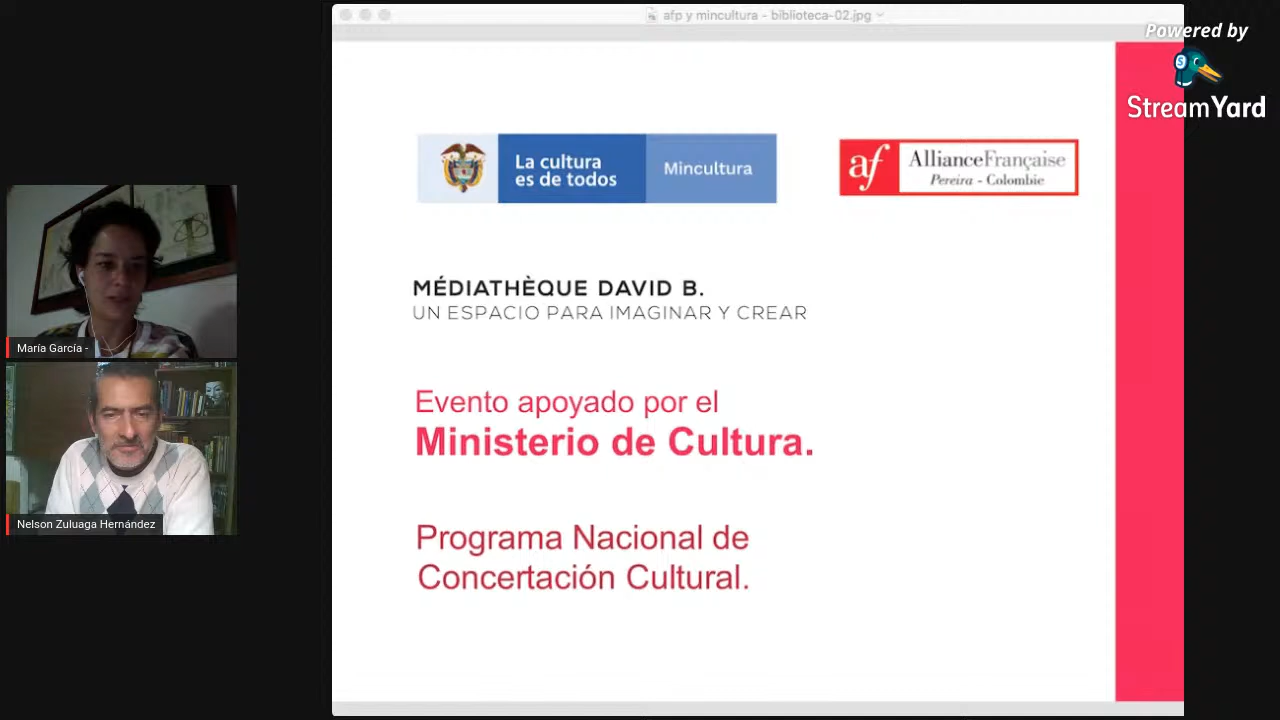 afp y mincultura - biblioteca-02.jpg
Powered by
StreamYard
La cultura
es de todos
Mincultura
af
AllianceFrançaise
Pereira - Colombie
MÉDIATHÈQUE DAVID B.
UN ESPACIO PARA IMAGINAR Y CREAR
María García -
Evento apoyado por el
Ministerio de Cultura.
Nelson Zuluaga Hernández
Programa Nacional de
Concertación Cultural.